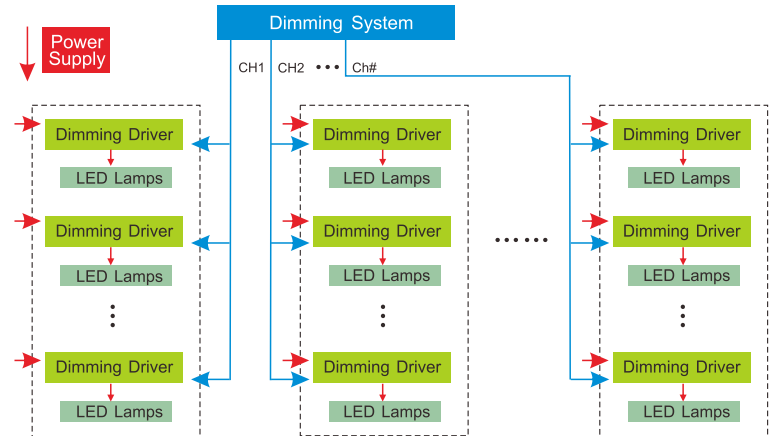 Dimming System
Power
Supply
CH1 CH2 ••• Ch#
Dimming Driver Dimming Driver Dimming Driver
LED Lamps LED Lamps LED Lamps
Dimming Driver Dimming Driver •••••• Dimming Driver
LED Lamps LED Lamps LED Lamps
Dimming Driver Dimming Driver Dimming Driver
LED Lamps LED Lamps LED Lamps